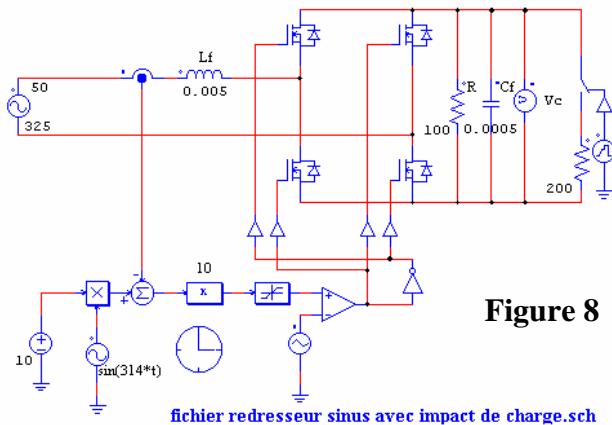 Lf
50
0.005
325
R
Cf
Vc
100
0.0005
200
10
x
Σ
x
10
sin(314*t)
Figure 8
fichier redresseur sinus avec impact de charge.sch